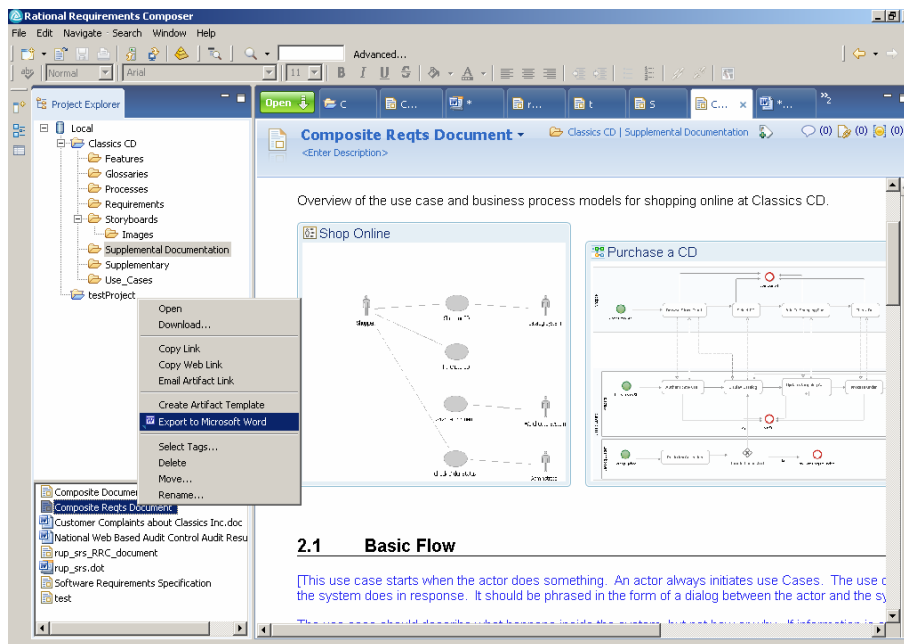 Rational Requirements Composer
File Edit Navigate Search Window Help
Advanced...
Normal Arial 11 B I U S A
Project Explorer
Open C C... * r... t S C... x *... 2
Local
Classics CD
Features
Glossaries
Processes
Requirements
Storyboards
Images
Supplemental Documentation
Supplementary
Use_Cases
testProject
Open
Download...
Copy Link
Copy Web Link
Email Artifact Link
Create Artifact Template
Export to Microsoft Word
Select Tags...
Delete
Move...
Rename...
Composite Reqts Document
Customer Complaints about Classics Inc.doc
National Web Based Audit Control Audit Resu
rup_srs_RRC_document
rup_srs.dot
Software Requirements Specification
test
Composite Reqts Document Classics CD | Supplemental Documentation (0) (0) (0)
<Enter Description>
Overview of the use case and business process models for shopping online at Classics CD.
Shop Online
Shopper
Purchase a CD
2.1 Basic Flow
[This use case starts when the actor does something. An actor always initiates use Cases. The use
the system does in response. It should be phrased in the form of a dialog between the actor and the sy